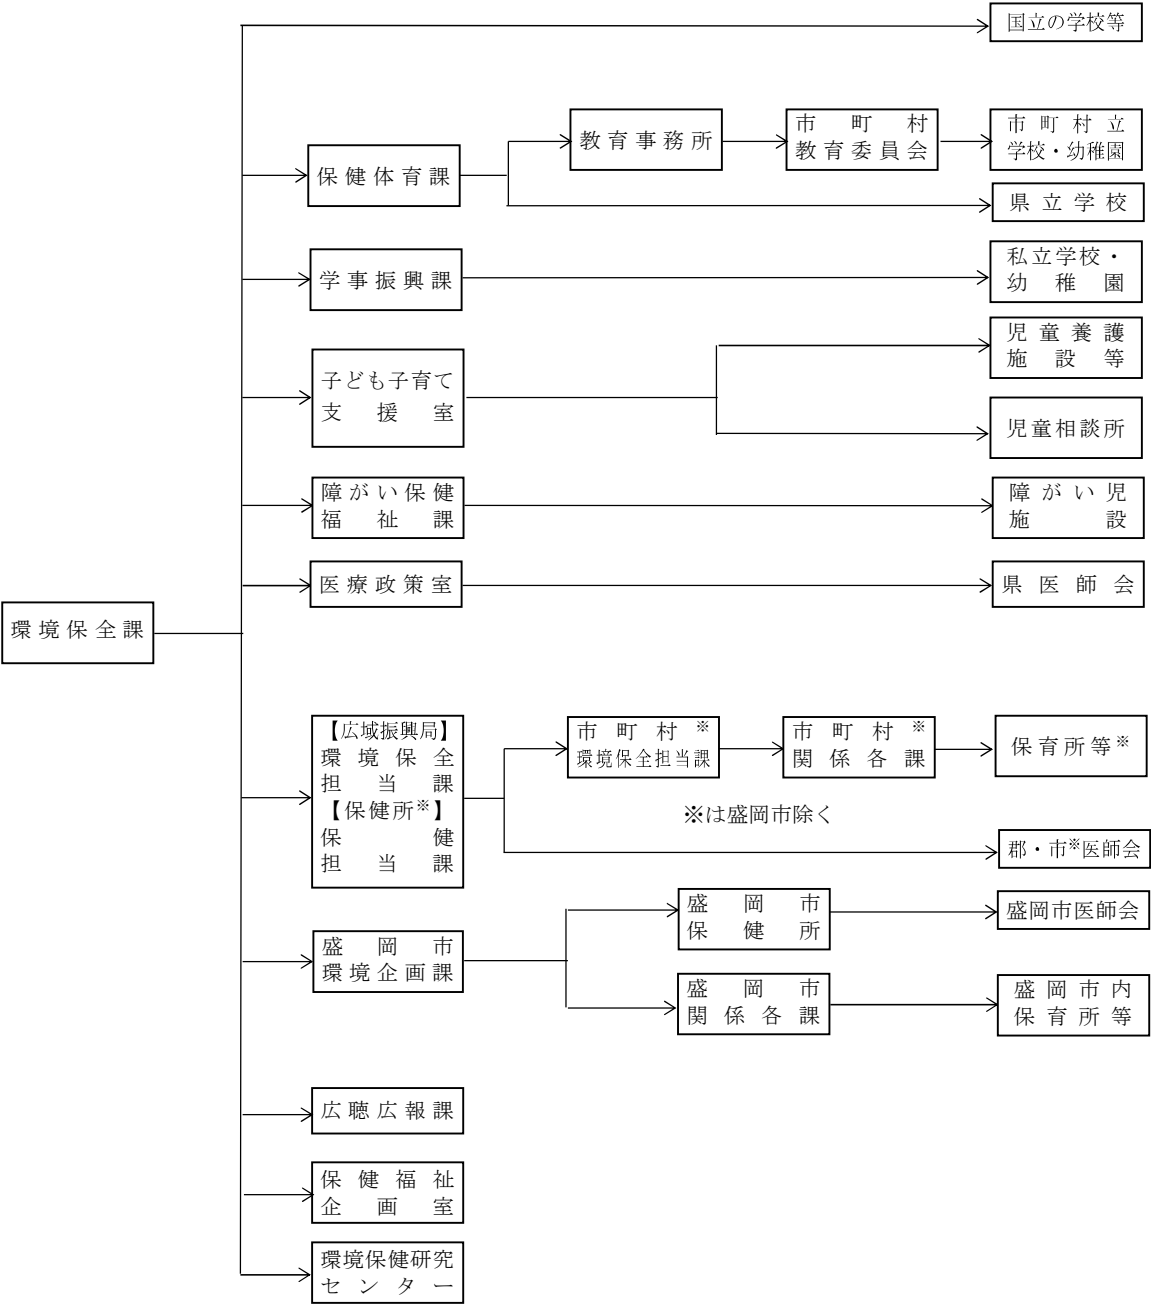 国立の学校等
教育事務所
市町村
教育委員会
市町村立
学校・幼稚園
保健体育課
県立学校
学事振興課
私立学校・
幼稚園
子ども子育て
支援室
児童養護
施設等
児童相談所
障がい保健
福祉課
障がい児
施設
医療政策室
県医師会
環境保全課
【広域振興局】
環境保全
担当課
【保健所※】
保健
担当課
市町村※
環境保全担当課
市町村※
関係各課
保育所等※
※は盛岡市除く
郡・市※医師会
盛岡市
環境企画課
盛岡市
保健所
盛岡市医師会
盛岡市
関係各課
盛岡市内
保育所等
広聴広報課
保健福祉
企画室
環境保健研究
センター